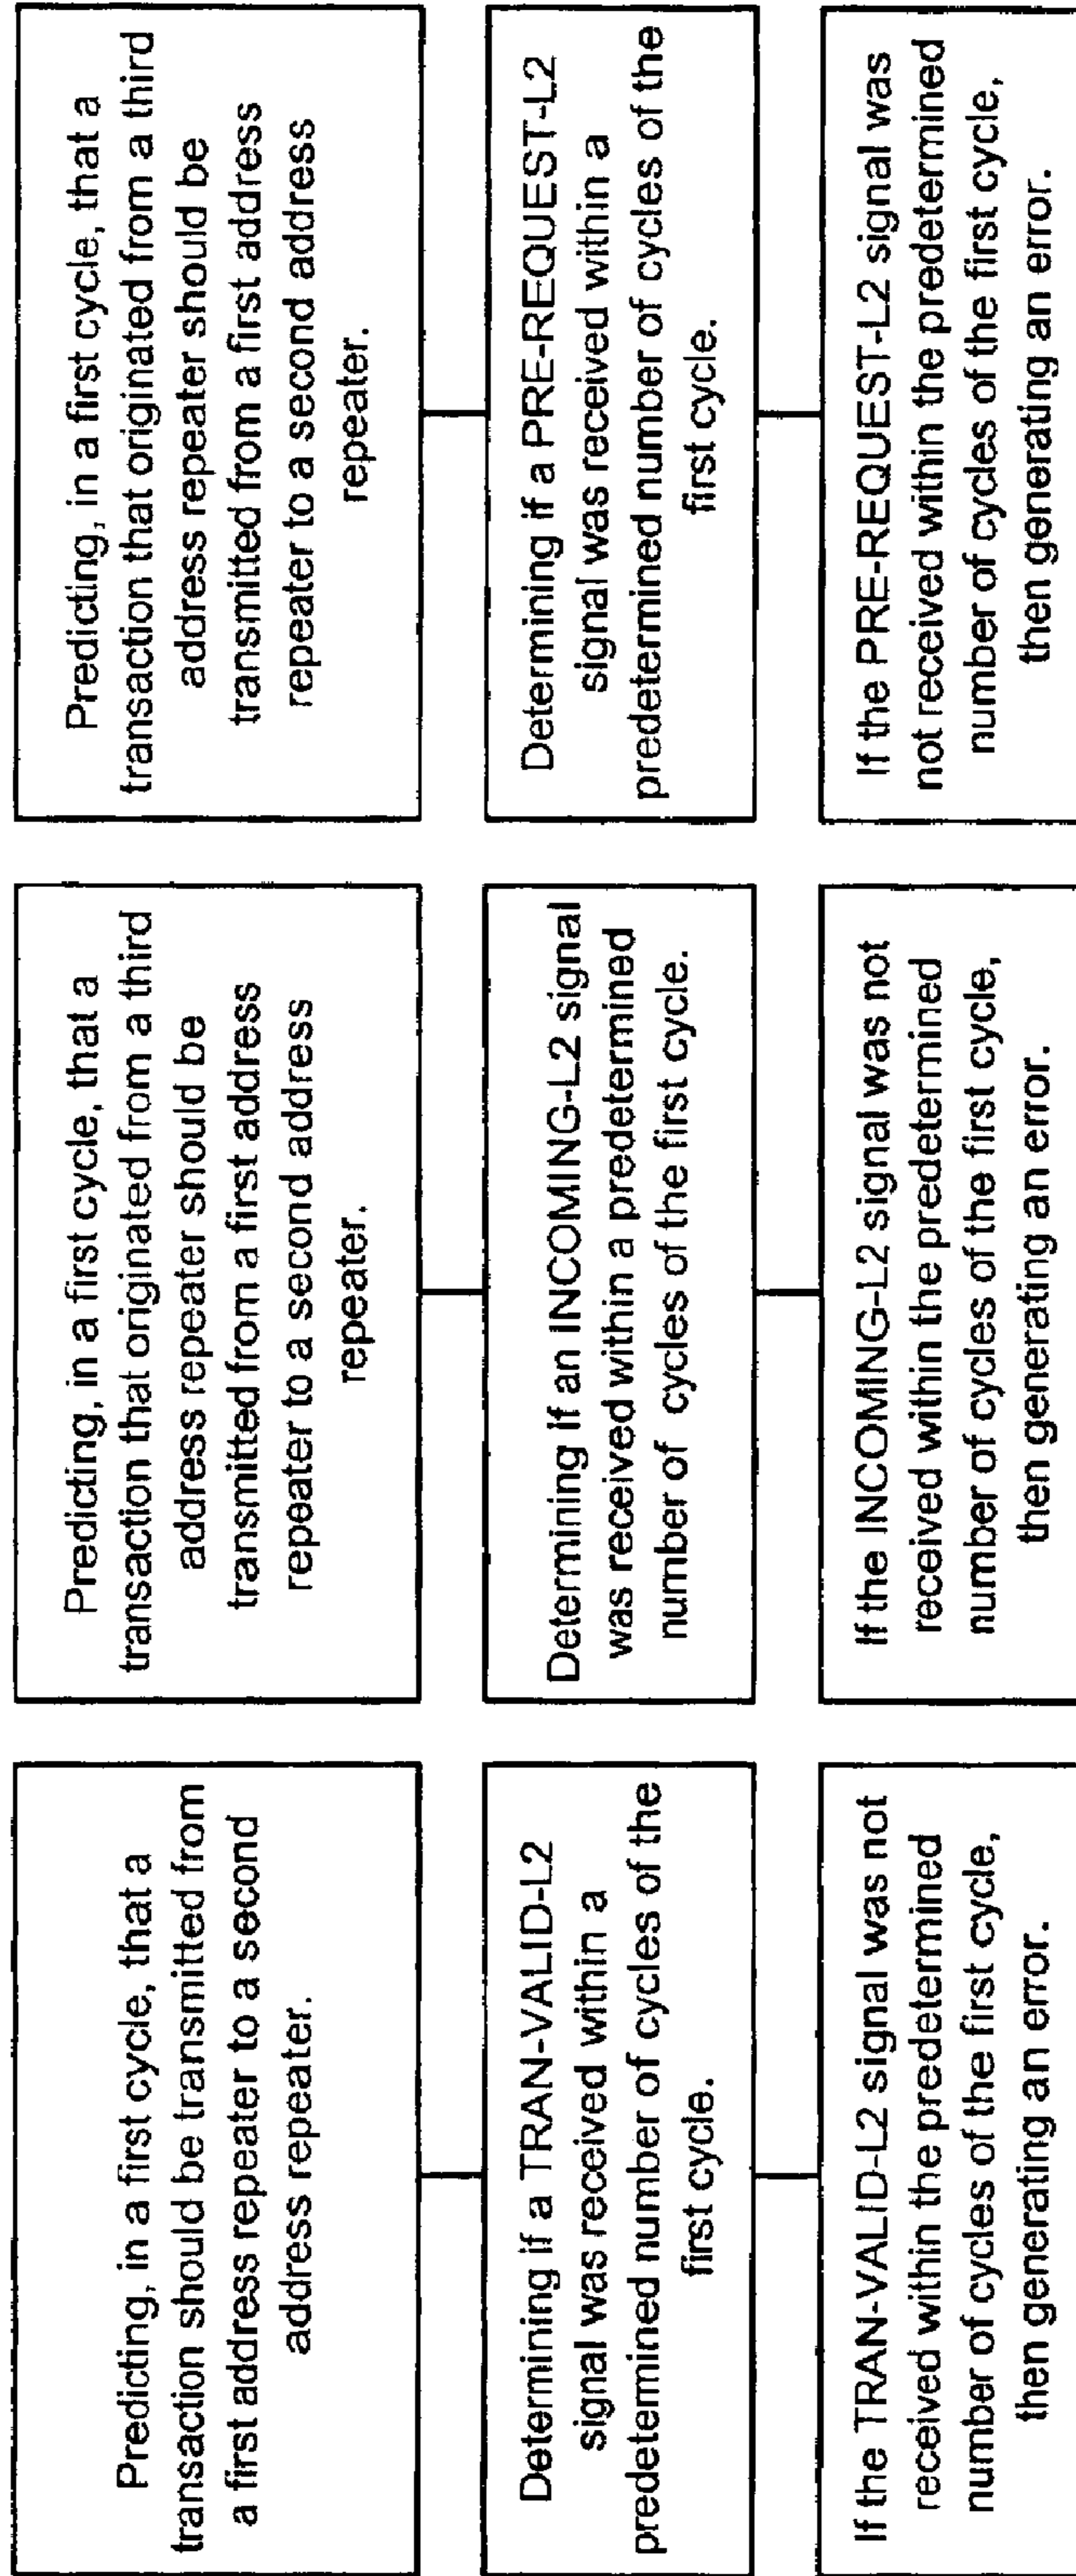 Predicting, in a first cycle, that a
transaction should be transmitted from
a first address repeater to a second
address repeater.
Determining if a TRAN-VALID-L2
signal was received within a
predetermined number of cycles of the
first cycle.
If the TRAN-VALID-L2 signal was not
received within the predetermined
number of cycles of the first cycle,
then generating an error.
Predicting, in a first cycle, that a
transaction that originated from a third
address repeater should be
transmitted from a first address
repeater to a second address
repeater.
Determining if an INCOMING-L2 signal
was received within a predetermined
number of cycles of the first cycle.
If the INCOMING-L2 signal was not
received within the predetermined
number of cycles of the first cycle,
then generating an error.
Predicting, in a first cycle, that a
transaction that originated from a third
address repeater should be
transmitted from a first address
repeater to a second address
repeater.
Determining if a PRE-REQUEST-L2
signal was received within a
predetermined number of cycles of the
first cycle.
If the PRE-REQUEST-L2 signal was
not received within the predetermined
number of cycles of the first cycle,
then generating an error.